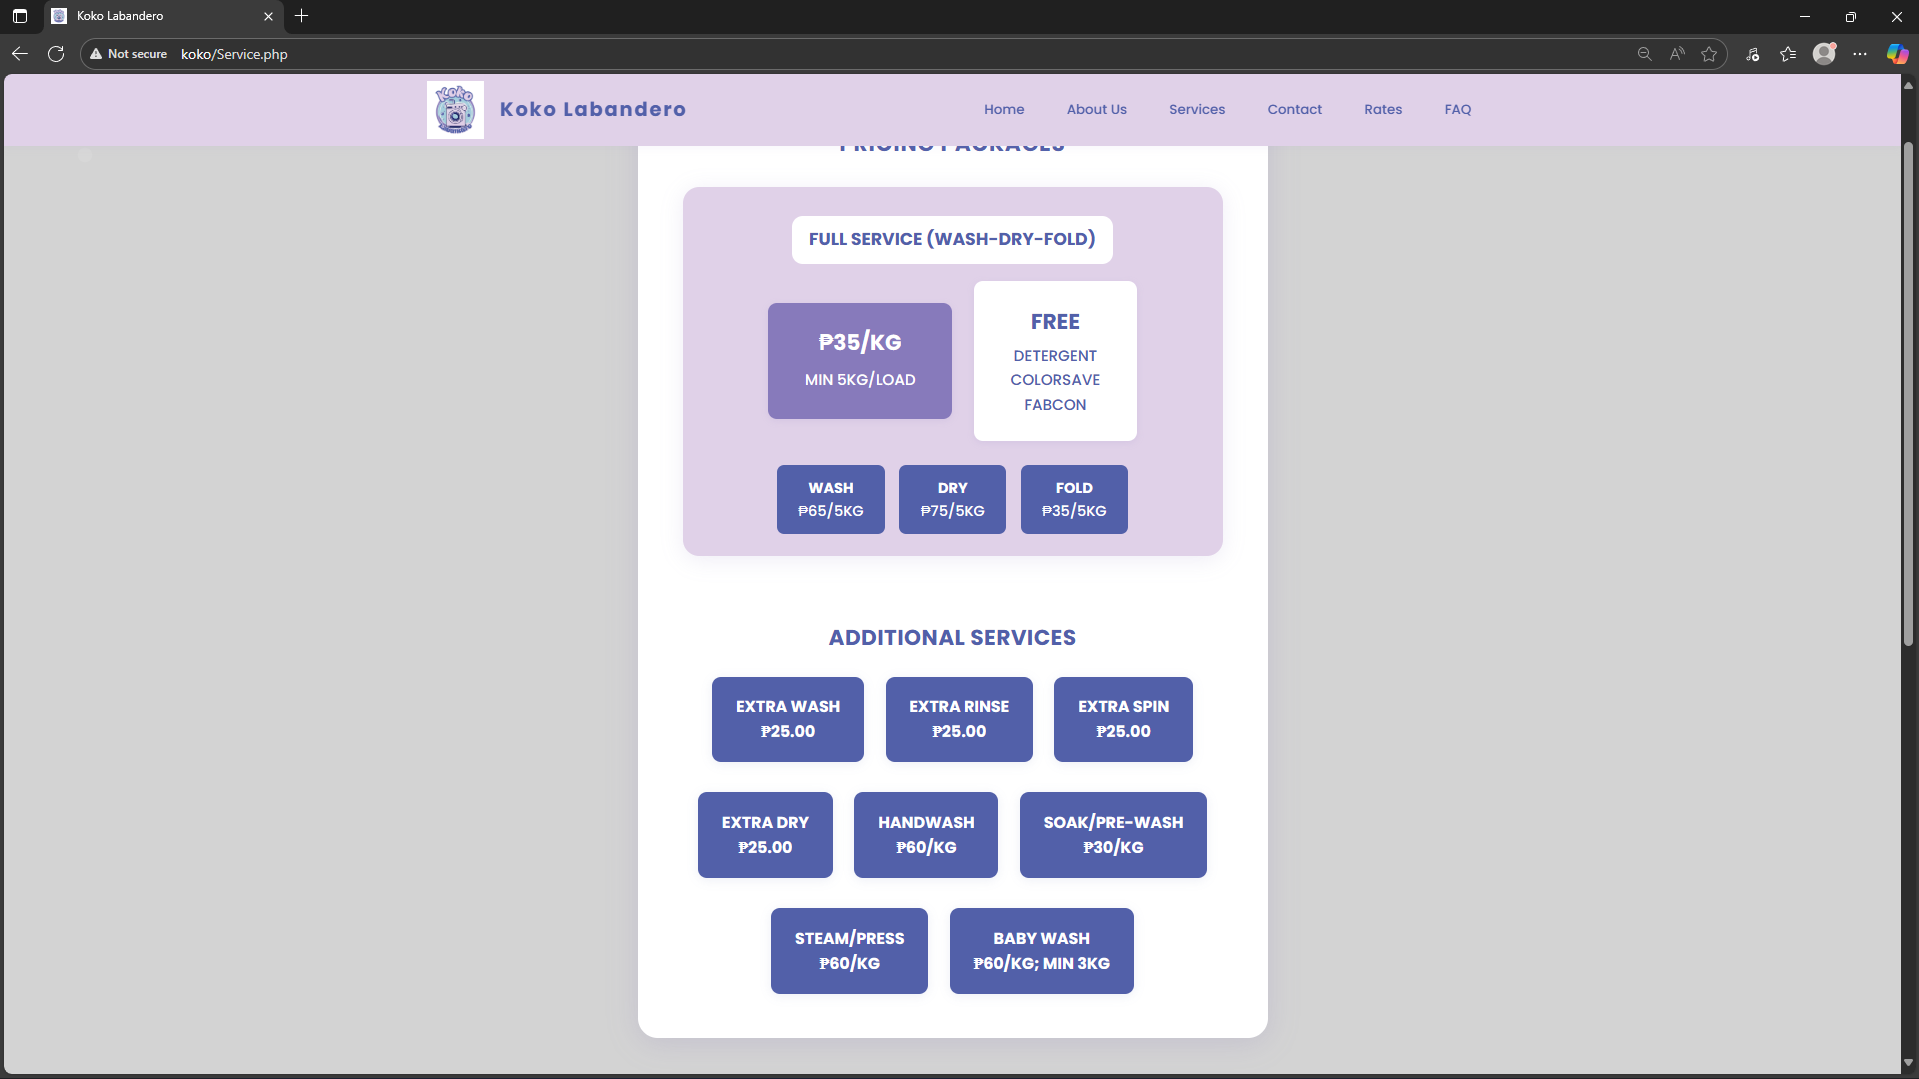 Koko Labandero
Not secure koko/Service.php
KOKO
Koko Labandero
Home About Us Services Contact Rates FAQ
PRICING PACKAGES
FULL SERVICE (WASH-DRY-FOLD)
₱35/KG
MIN 5KG/LOAD
FREE
DETERGENT
COLORSAVE
FABCON
WASH
₱65/5KG
DRY
₱75/5KG
FOLD
₱35/5KG
ADDITIONAL SERVICES
EXTRA WASH
₱25.00
EXTRA RINSE
₱25.00
EXTRA SPIN
₱25.00
EXTRA DRY
₱25.00
HANDWASH
₱60/KG
SOAK/PRE-WASH
₱30/KG
STEAM/PRESS
₱60/KG
BABY WASH
₱60/KG; MIN 3KG